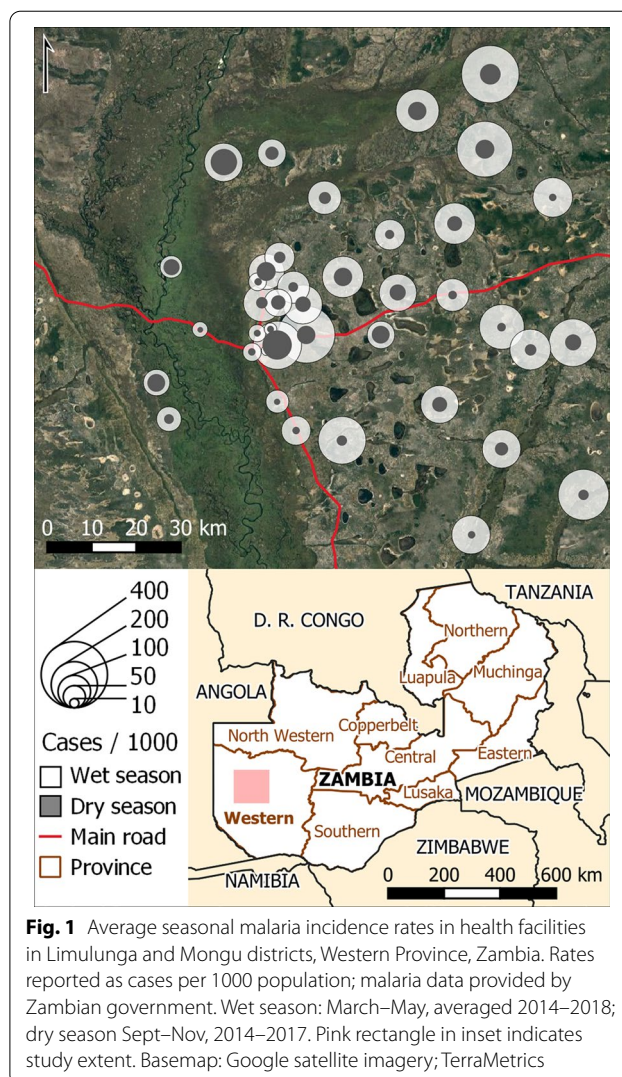 0 10 20 30 km
400
200
100
50
10
Cases / 1000
Wet season
Dry season
Main road
Province
TANZANIA
D. R. CONGO
Northern
Luapula
Muchinga
ANGOLA
Copperbelt
North Western
Central
Eastern
ZAMBIA
Lusaka
MOZAMBIQUE
Western
Southern
ZIMBABWE
NAMIBIA
0 200 400 600 km
Fig. 1 Average seasonal malaria incidence rates in health facilities
in Limulunga and Mongu districts, Western Province, Zambia. Rates
reported as cases per 1000 population; malaria data provided by
Zambian government. Wet season: March–May, averaged 2014–2018;
dry season Sept–Nov, 2014–2017. Pink rectangle in inset indicates
study extent. Basemap: Google satellite imagery; TerraMetrics